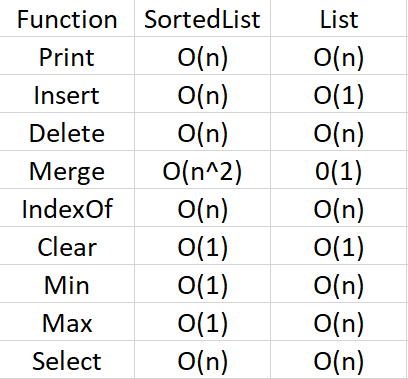 Function SortedList List
Print O(n) O(n)
Insert O(n) O(1)
Delete O(n) O(n)
Merge O(n^2) 0(1)
IndexOf O(n) O(n)
Clear O(1) O(1)
Min O(1) O(n)
Max O(1) O(n)
Select O(n) O(n)